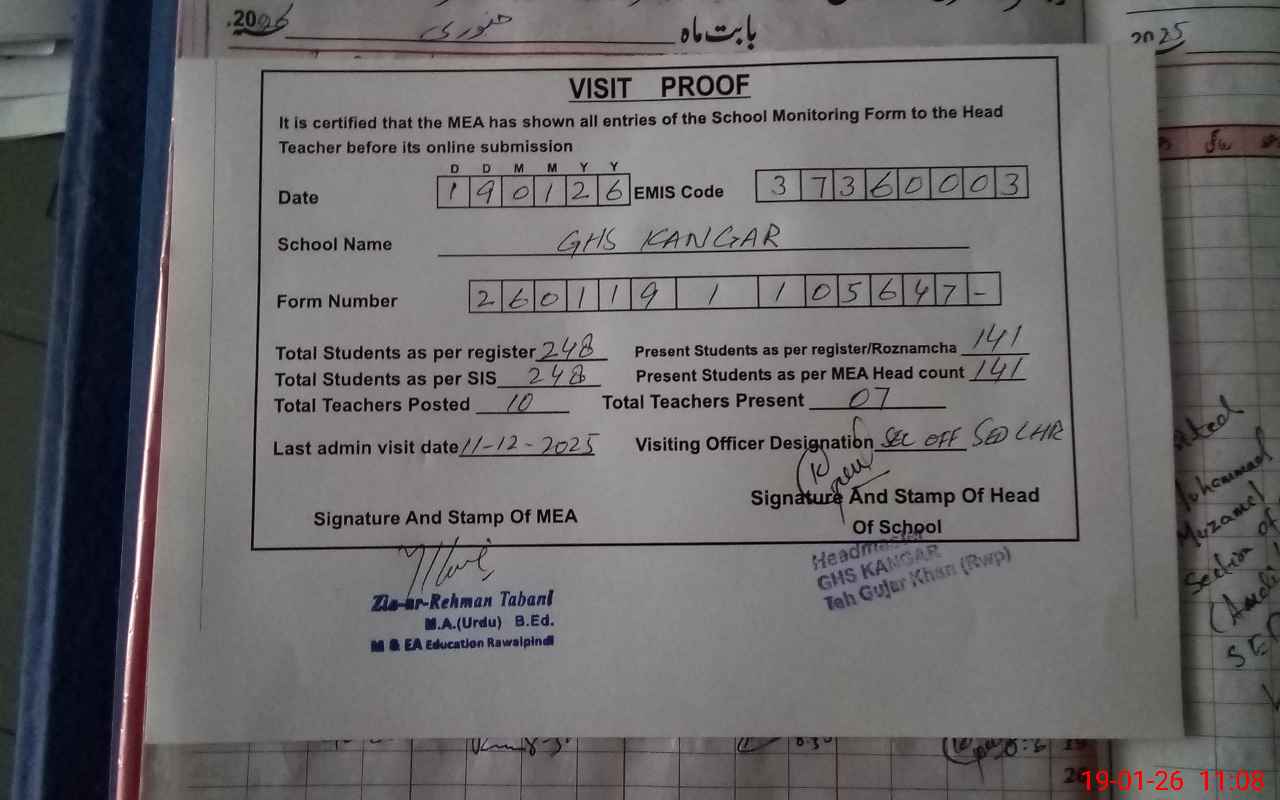 .2026 جنوری بابت ماہ
2025
VISIT PROOF
It is certified that the MEA has shown all entries of the School Monitoring Form to the Head
Teacher before its online submission
D D M M Y Y
Date 1 9 0 1 2 6 EMIS Code 3 7 3 6 0 0 0 3
School Name GHS KANGAR
Form Number 2 6 0 1 1 9 1 1 0 5 6 4 7 -
Total Students as per register 248 Present Students as per register/Roznamcha 141
Total Students as per SIS 248 Present Students as per MEA Head count 141
Total Teachers Posted 10 Total Teachers Present 07
Last admin visit date 11-12-2025 Visiting Officer Designation SEC OFF SED LHR
Signature And Stamp Of MEA
Signature And Stamp Of Head
Of School
Headmaster
GHS KANGAR
Teh Gujar Khan (Rwp)
Zia-ur-Rehman Tabani
M.A.(Urdu) B.Ed.
M & EA Education Rawalpindi
Muhammad
Muzamel
Section of
19-01-26 11:08